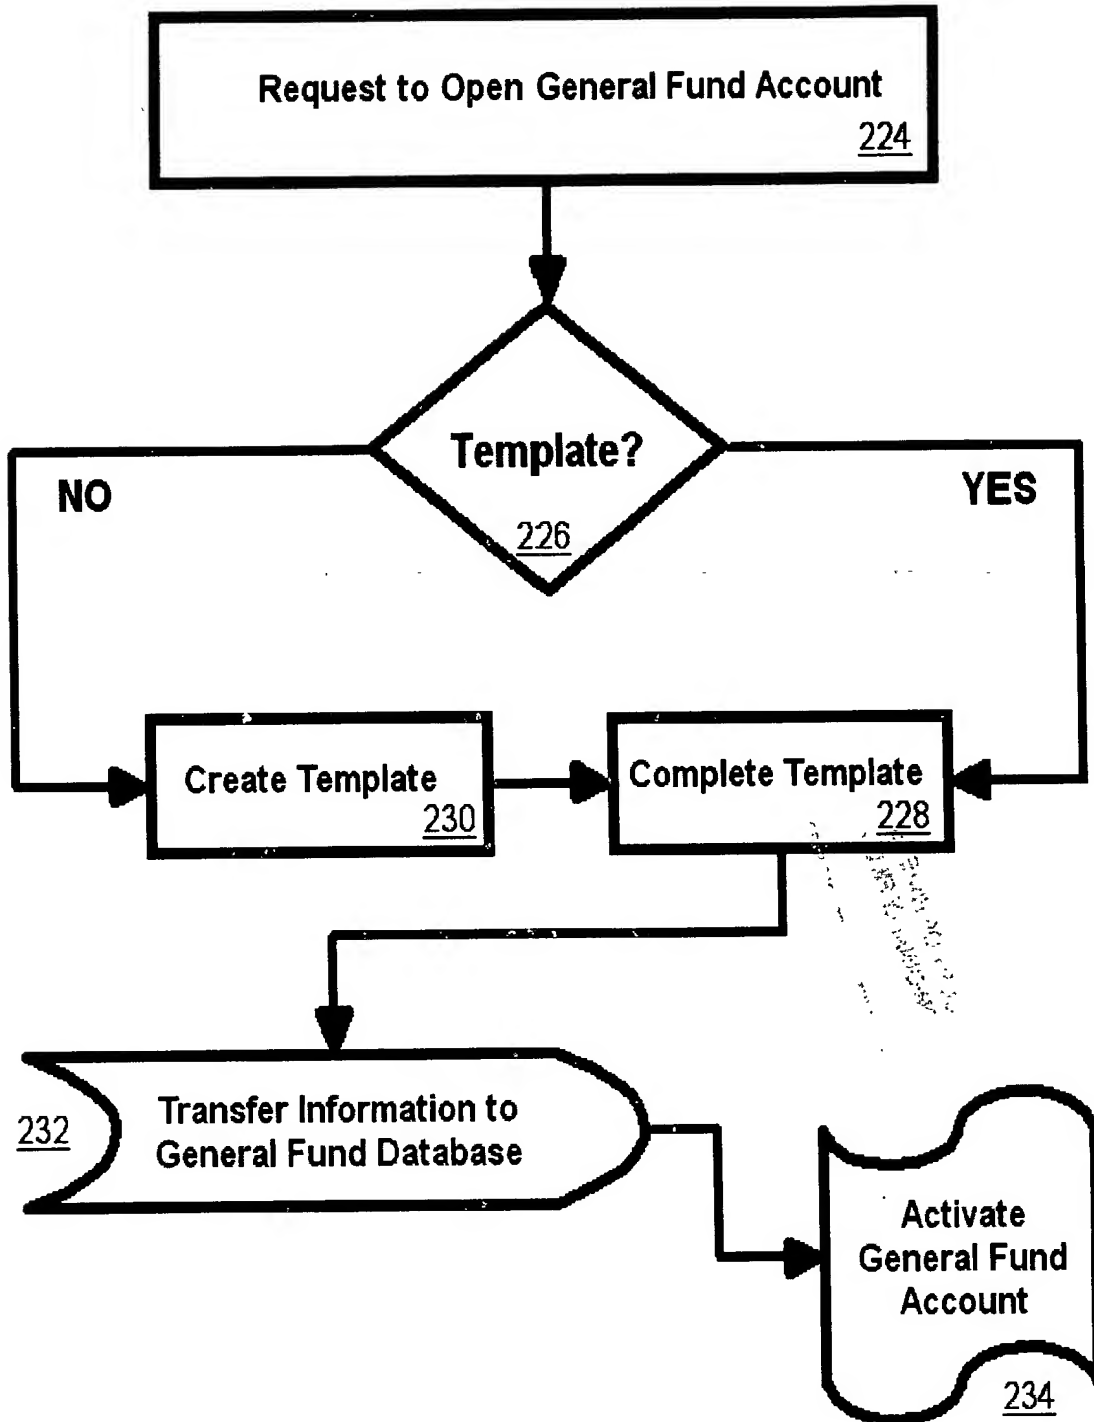 Request to Open General Fund Account
224
Template?
NO
YES
226
Create Template
230
Complete Template
228
232
Transfer Information to
General Fund Database
Activate
General Fund
Account
234